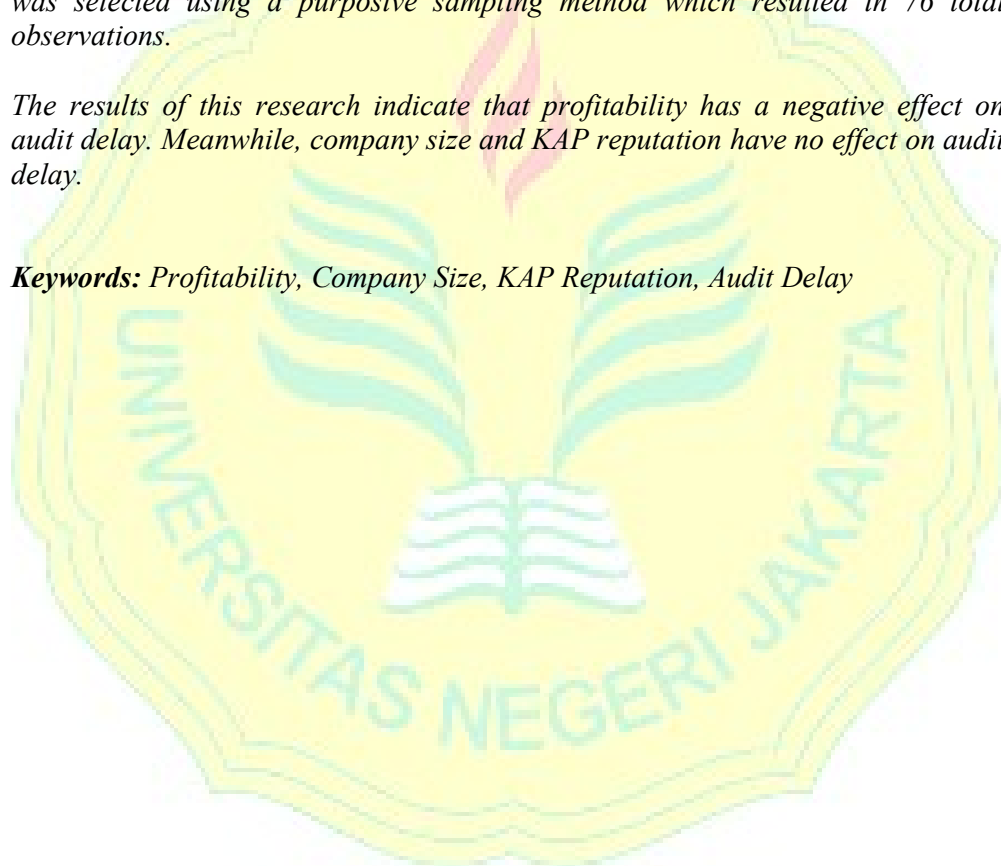 was selected using a purposive sampling method which resulted in 76 total
observations.
The results of this research indicate that profitability has a negative effect on
audit delay. Meanwhile, company size and KAP reputation have no effect on audit
delay.
Keywords: Profitability, Company Size, KAP Reputation, Audit Delay
UNIVERSITAS NEGERI JAKARTA